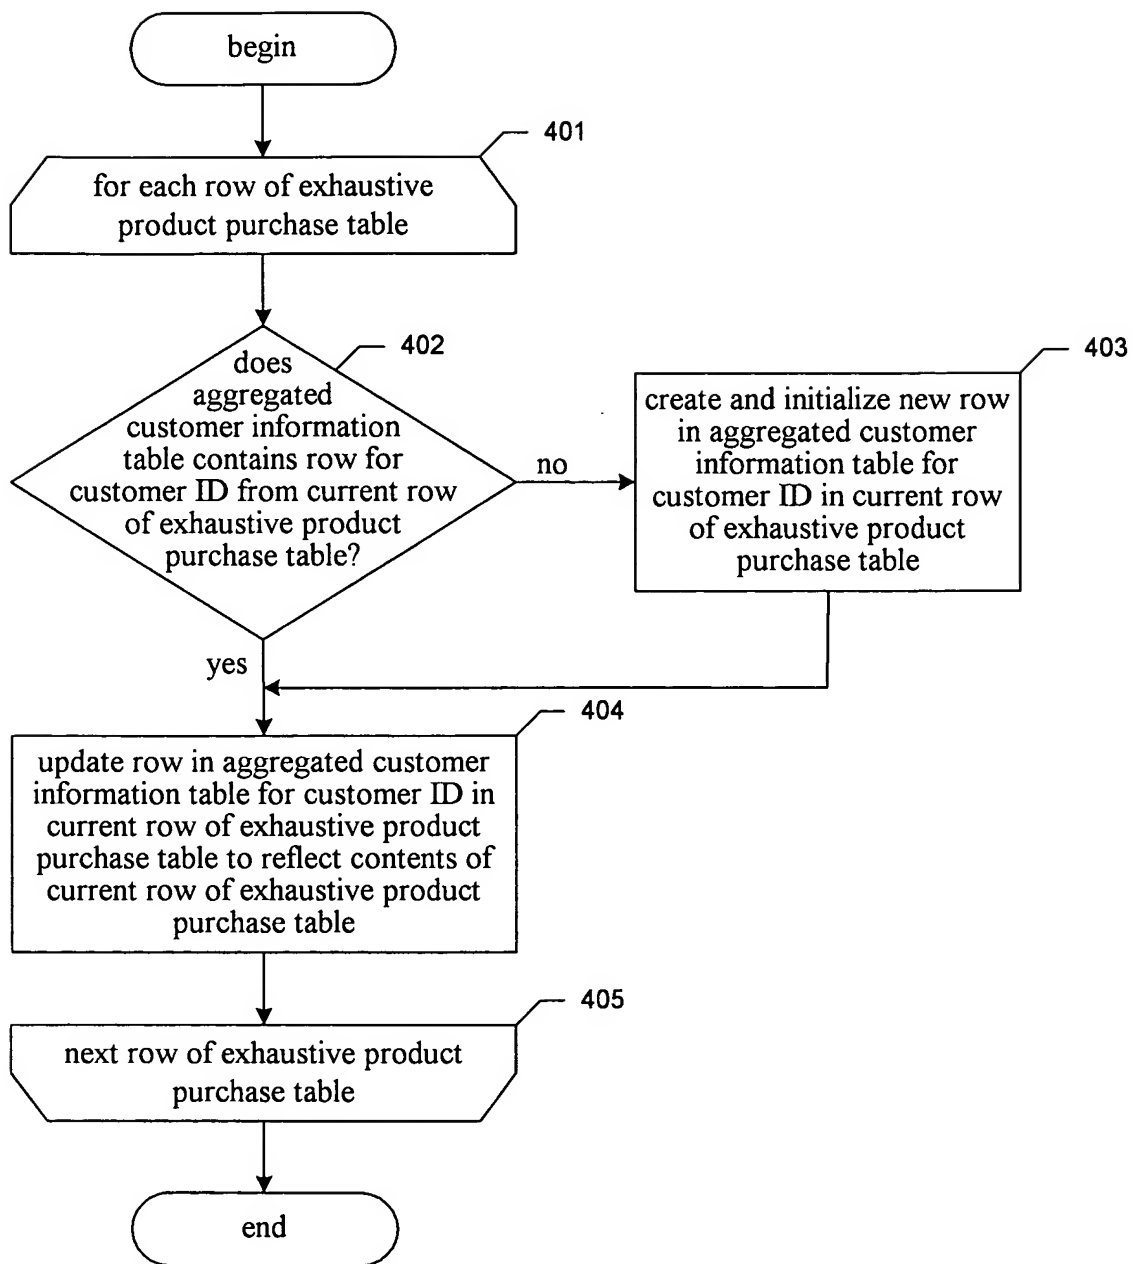 begin
401
for each row of exhaustive
product purchase table
402
does
aggregated
customer information
table contains row for
customer ID from current row
of exhaustive product
purchase table?
no
403
create and initialize new row
in aggregated customer
information table for
customer ID in current row
of exhaustive product
purchase table
yes
404
update row in aggregated customer
information table for customer ID in
current row of exhaustive product
purchase table to reflect contents of
current row of exhaustive product
purchase table
405
next row of exhaustive product
purchase table
end